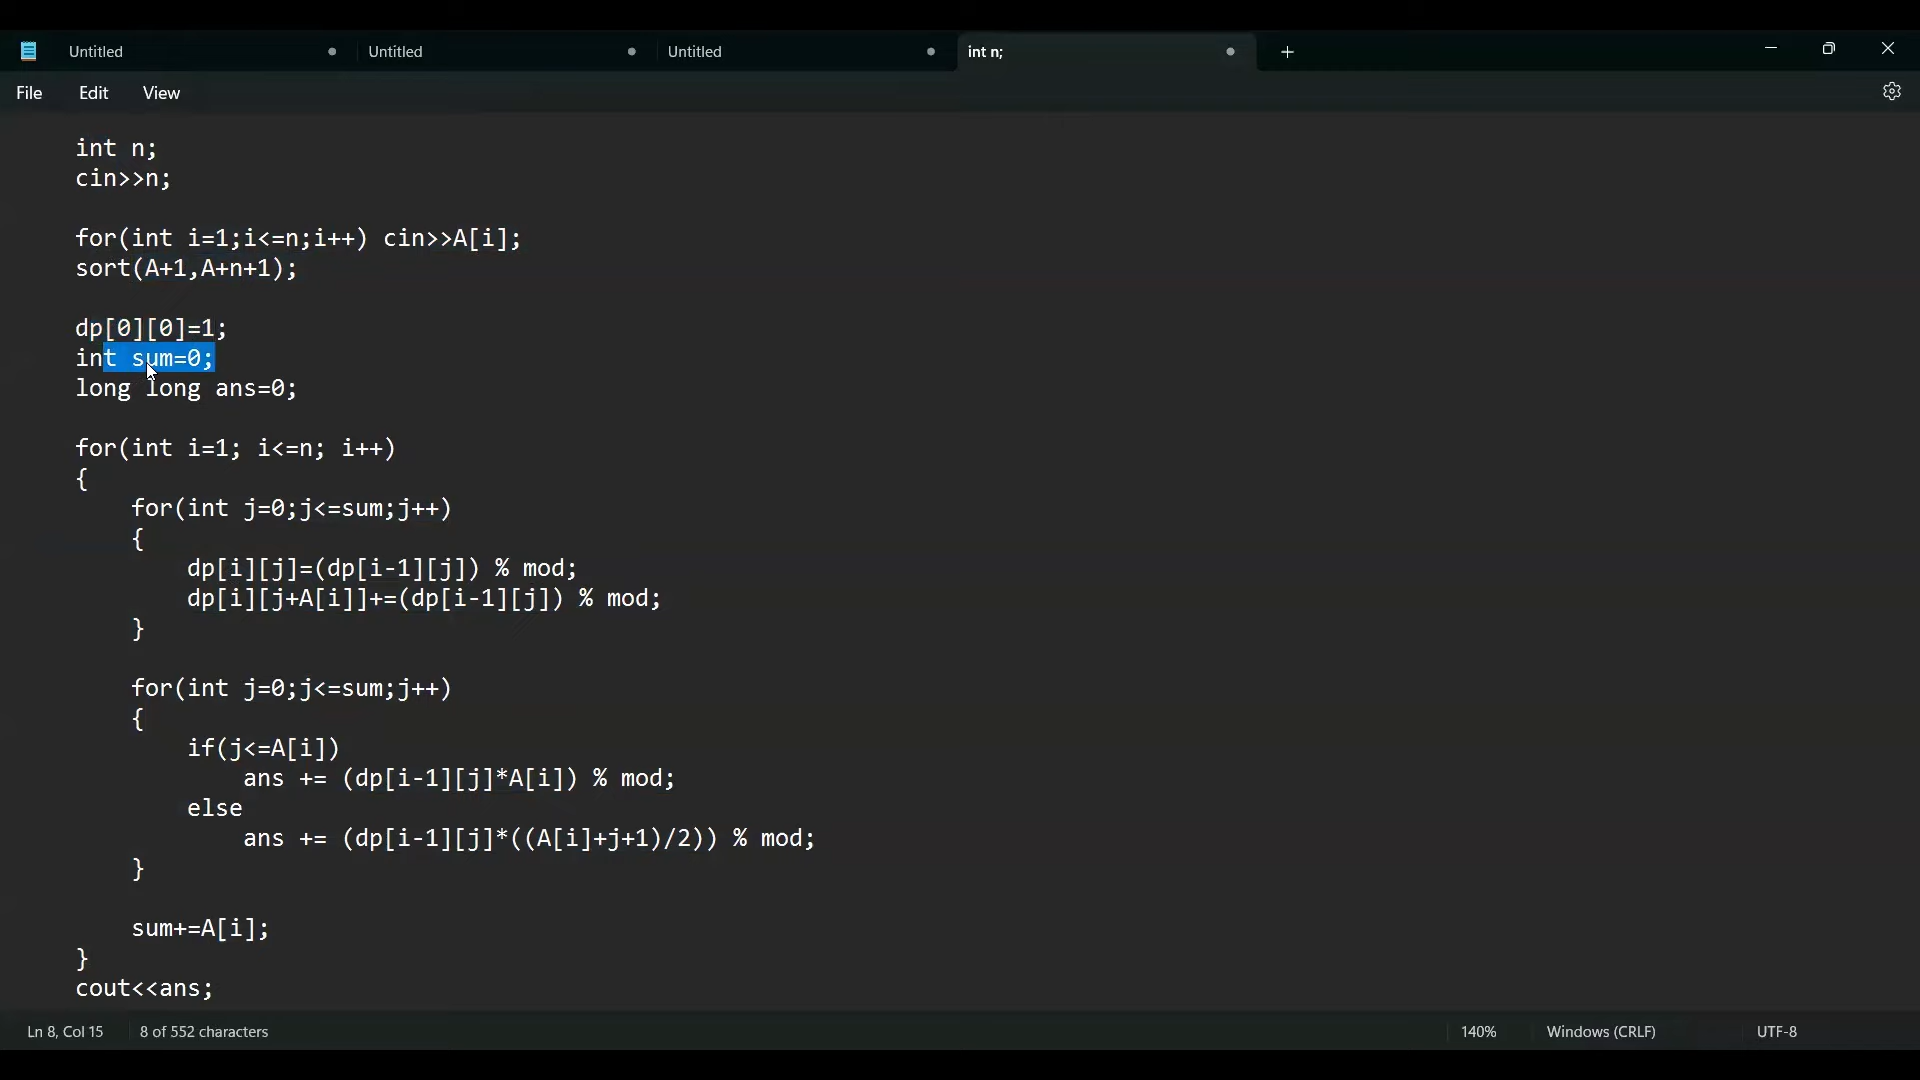 Untitled
Untitled
Untitled
int n;
File Edit View
int n;
cin>>n;
for(int i=1;i<=n;i++) cin>>A[i];
sort(A+1,A+n+1);
dp[0][0]=1;
int sum=0;
long long ans=0;
for(int i=1; i<=n; i++)
{
for(int j=0;j<=sum;j++)
{
dp[i][j]=(dp[i-1][j]) % mod;
dp[i][j+A[i]]+=(dp[i-1][j]) % mod;
}
for(int j=0;j<=sum;j++)
{
if(j<=A[i])
ans += (dp[i-1][j]*A[i]) % mod;
else
ans += (dp[i-1][j]*((A[i]+j+1)/2)) % mod;
}
sum+=A[i];
}
cout<<ans;
Ln 8, Col 15 8 of 552 characters 140% Windows (CRLF) UTF-8